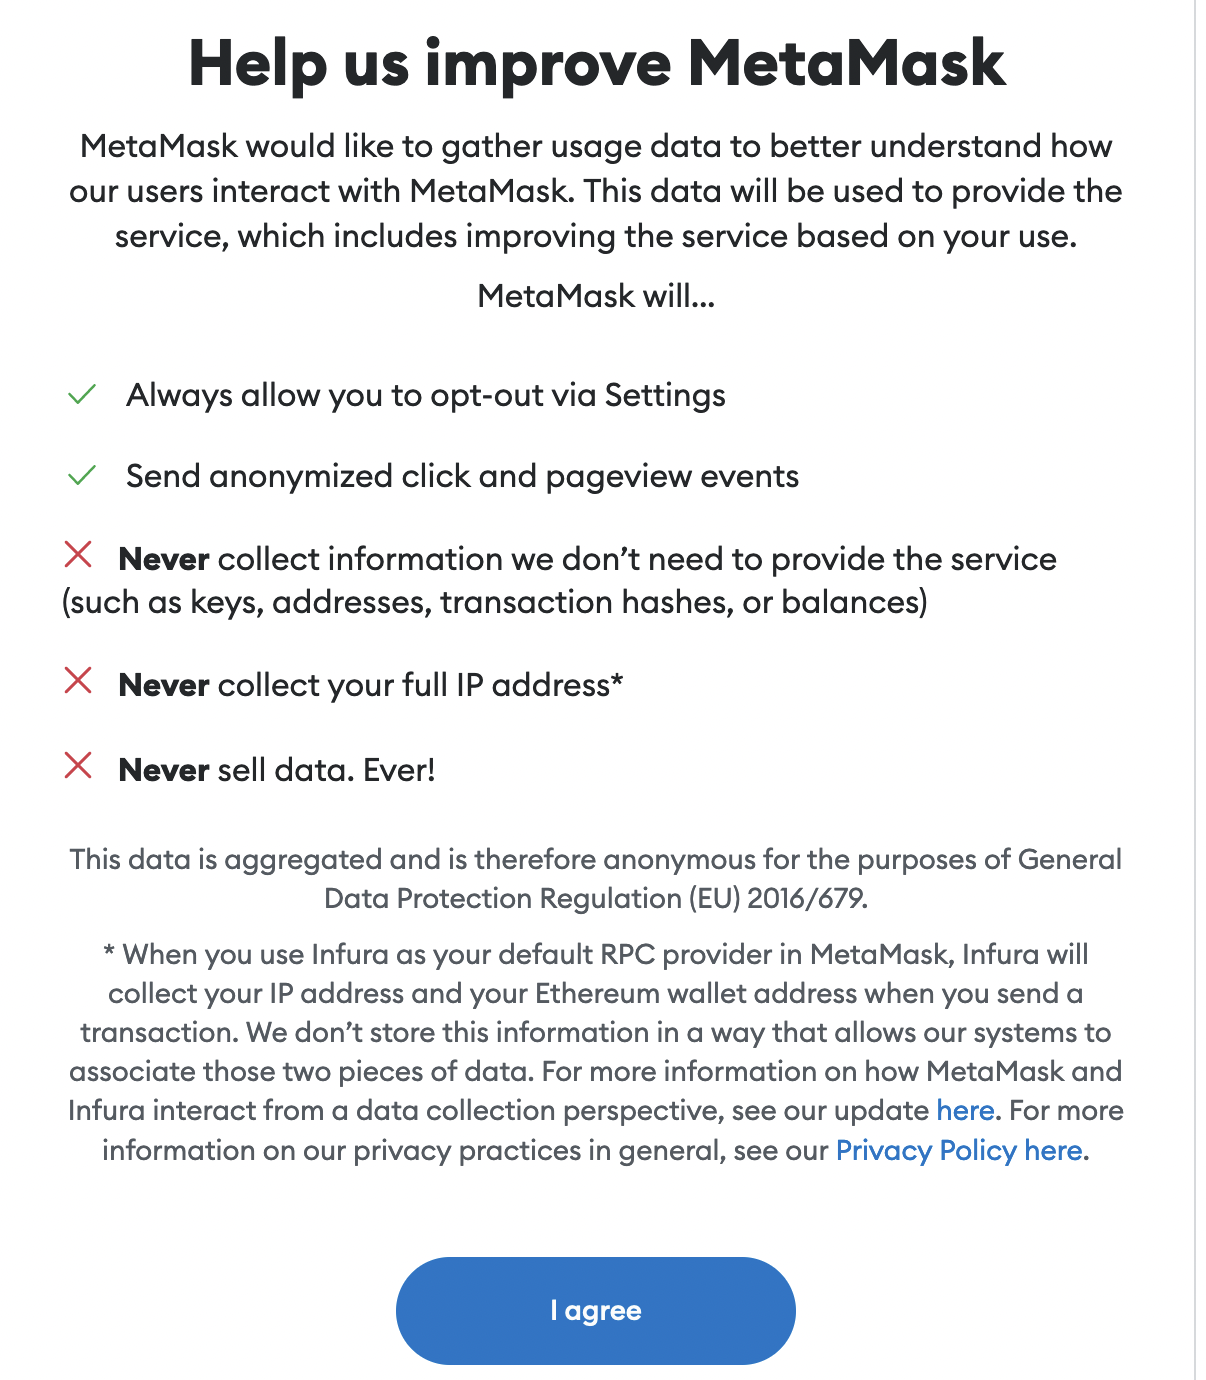 Help us improve MetaMask
MetaMask would like to gather usage data to better understand how
our users interact with MetaMask. This data will be used to provide the
service, which includes improving the service based on your use.
MetaMask will...
Always allow you to opt-out via Settings
Send anonymized click and pageview events
Never collect information we don’t need to provide the service
(such as keys, addresses, transaction hashes, or balances)
Never collect your full IP address*
Never sell data. Ever!
This data is aggregated and is therefore anonymous for the purposes of General
Data Protection Regulation (EU) 2016/679.
* When you use Infura as your default RPC provider in MetaMask, Infura will
collect your IP address and your Ethereum wallet address when you send a
transaction. We don’t store this information in a way that allows our systems to
associate those two pieces of data. For more information on how MetaMask and
Infura interact from a data collection perspective, see our update here. For more
information on our privacy practices in general, see our Privacy Policy here.
I agree